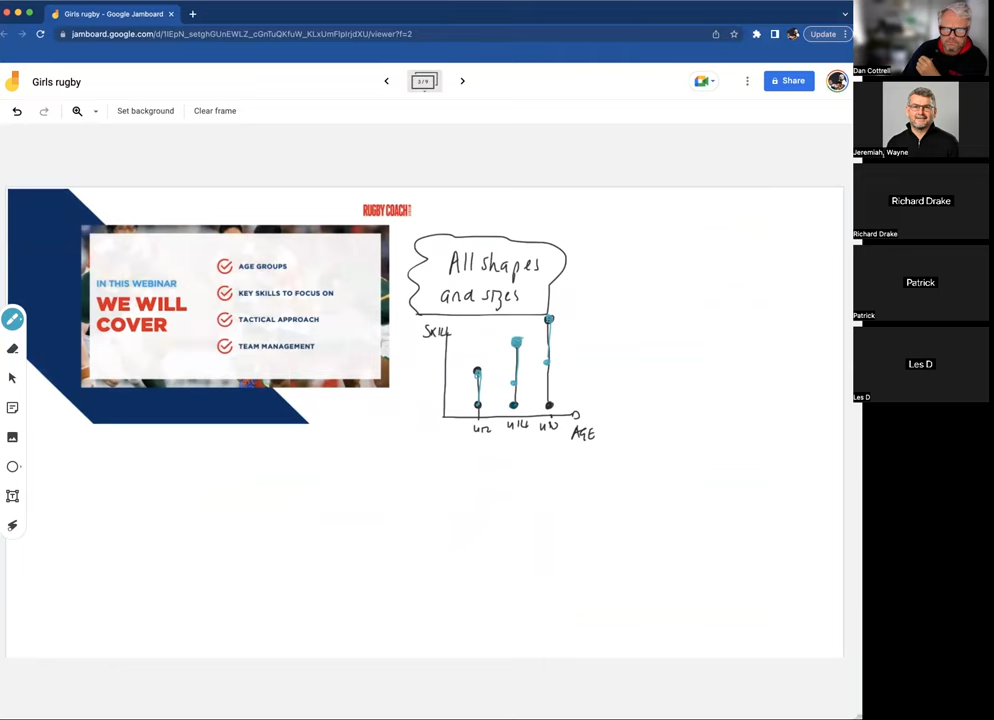 Girls rugby - Google Jamboard
jamboard.google.com/d/1IEpN_setghGUnEWLZ_cGnTuQKfuW_KLxUmFlpIrjdXU/viewer?f=2
Update
Girls rugby
Share
Set background
Clear frame
RUGBY COACH
IN THIS WEBINAR
WE WILL
COVER
AGE GROUPS
KEY SKILLS TO FOCUS ON
TACTICAL APPROACH
TEAM MANAGEMENT
All shapes
and sizes
Skill
U12 U14
AGE
Dan Cottrell
Jeremiah, Wayne
Richard Drake
Richard Drake
Patrick
Patrick
Les D
Les D